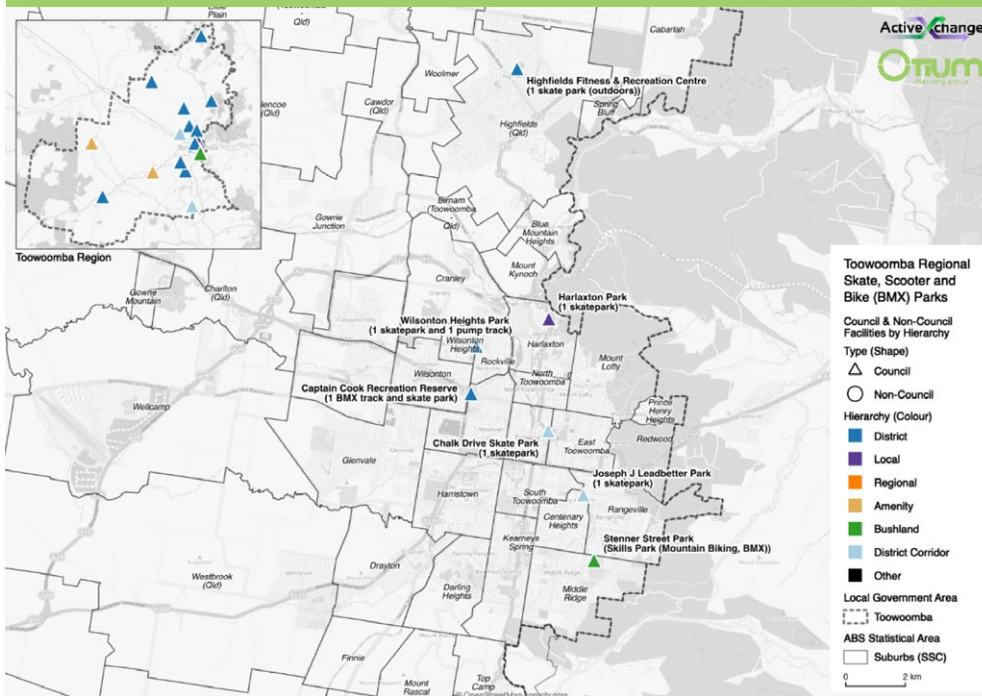 Toowoomba Region
ActiveXchange
OTIUM
planning group
Cabarlah
Woolmer
Highfields Fitness & Recreation Centre
(1 skate park (outdoors))
Cawdor (Qld)
Spring
Bluff
Highfields
(Qld)
Gowrie
Junction
Birnam (Toowoomba
Qld)
Blue
Mountain
Heights
Mount
Kynoch
Cranley
Charlton
(Qld)
Gowrie
Mountain
Harlaxton Park
(1 skatepark)
Wilsonton Heights Park
(1 skatepark and 1 pump track)
Wilsonton
Heights
Harlaxton
Rockville
Mount
Lofty
Wilsonton
North
Toowoomba
Captain Cook Recreation Reserve
(1 BMX track and skate park)
Prince
Henry
Heights
Wellcamp
Redwood
Chalk Drive Skate Park
(1 skatepark)
East
Toowoomba
Glenvale
Joseph J Leadbetter Park
(1 skatepark)
Harristown
South
Toowoomba
Rangeville
Centenary
Heights
Kearneys
Spring
Stenner Street Park
(Skills Park (Mountain Biking, BMX))
Drayton
Westbrook
(Qld)
Darling
Heights
Middle
Ridge
Finnie
Mount
Rascal
Top
Camp
© OpenStreetMap contributors
Toowoomba Regional
Skate, Scooter and
Bike (BMX) Parks
Council & Non-Council
Facilities by Hierarchy
Type (Shape)
Council
Non-Council
Hierarchy (Colour)
District
Local
Regional
Amenity
Bushland
District Corridor
Other
Local Government Area
Toowoomba
ABS Statistical Area
Suburbs (SSC)
0 2 km